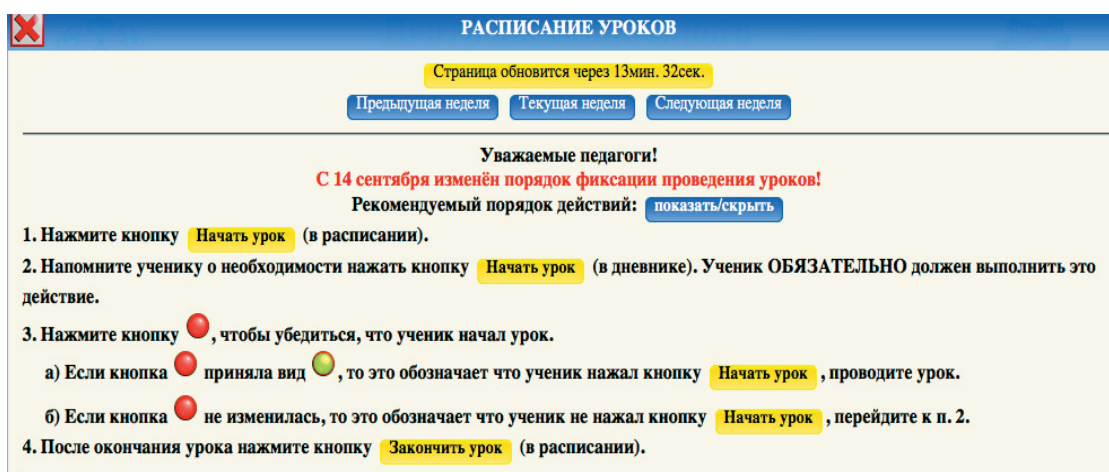 РАСПИСАНИЕ УРОКОВ
Страница обновится через 13мин. 32сек.
Предыдущая неделя Текущая неделя Следующая неделя
Уважаемые педагоги!
С 14 сентября изменён порядок фиксации проведения уроков!
Рекомендуемый порядок действий: показать/скрыть
1. Нажмите кнопку Начать урок (в расписании).
2. Напомните ученику о необходимости нажать кнопку Начать урок (в дневнике). Ученик ОБЯЗАТЕЛЬНО должен выполнить это
действие.
3. Нажмите кнопку , чтобы убедиться, что ученик начал урок.
а) Если кнопка приняла вид , то это обозначает что ученик нажал кнопку Начать урок , проводите урок.
б) Если кнопка не изменилась, то это обозначает что ученик не нажал кнопку Начать урок , перейдите к п. 2.
4. После окончания урока нажмите кнопку Закончить урок (в расписании).